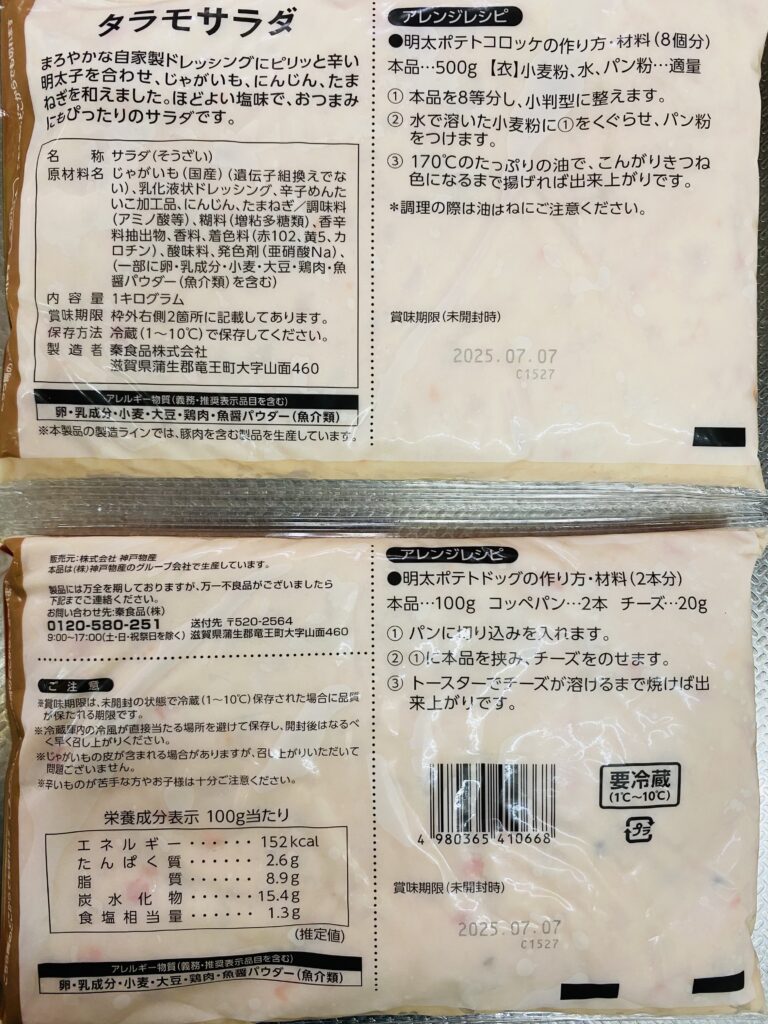 タラモサラダ
まろやかな自家製ドレッシングにピリッと辛い
明太子を合わせ、じゃがいも、にんじん、たま
ねぎを和えました。ほどよい塩味で、おつまみ
にもぴったりのサラダです。
名称 サラダ(そうざい)
原材料名 じゃがいも(国産)(遺伝子組換えでな
い)、乳化液状ドレッシング、辛子めんた
いこ加工品、にんじん、たまねぎ/調味料
(アミノ酸等)、糊料(増粘多糖類)、香辛
料抽出物、香料、着色料(赤102、黄5、カ
ロチン)、酸味料、発色剤(亜硝酸Na)、
(一部に卵・乳成分・小麦・大豆・鶏肉・魚
醤パウダー(魚介類)を含む)
内容量 1キログラム
賞味期限 枠外右側2箇所に記載してあります。
保存方法 冷蔵(1~10℃)で保存してください。
製造者 秦食品株式会社
滋賀県蒲生郡竜王町大字山面460
アレルギー物質(義務・推奨表示品目を含む)
卵・乳成分・小麦・大豆・鶏肉・魚醤パウダー(魚介類)
※本製品の製造ラインでは、豚肉を含む製品を生産しています。
アレンジレシピ
●明太ポテトコロッケの作り方・材料(8個分)
本品…500g 【衣】小麦粉、水、パン粉…適量
① 本品を8等分し、小判型に整えます。
② 水で溶いた小麦粉に①をくぐらせ、パン粉
をつけます。
③ 170℃のたっぷりの油で、こんがりきつね
色になるまで揚げれば出来上がりです。
*調理の際は油はねにご注意ください。
賞味期限(未開封時)
2025.07.07
C1527
販売元:株式会社 神戸物産
本品は(株)神戸物産のグループ会社で生産しています。
製品には万全を期しておりますが、万一不良品がございましたら
下記までご連絡ください。
お問い合わせ先:秦食品(株)
0120-580-251 送付先 〒520-2564
9:00~17:00(土・日・祝祭日を除く) 滋賀県蒲生郡竜王町大字山面460
ご注意
※賞味期限は、未開封の状態で冷蔵(1~10℃)保存された場合に品質
が保たれる期限です。
※冷蔵庫内の冷風が直接当たる場所を避けて保存し、開封後はなるべ
く早く召し上がりください。
※じゃがいもの皮が含まれる場合がありますが、召し上がりいただいて
問題ございません。
※辛いものが苦手な方やお子様は十分ご注意ください。
栄養成分表示 100g当たり
エネルギー・・・・・・152kcal
たんぱく質・・・・・・2.6g
脂質・・・・・・8.9g
炭水化物・・・・・・15.4g
食塩相当量・・・・・・1.3g
(推定値)
アレルギー物質(義務・推奨表示品目を含む)
卵・乳成分・小麦・大豆・鶏肉・魚醤パウダー(魚介類)
アレンジレシピ
●明太ポテトドッグの作り方・材料(2本分)
本品…100g コッペパン…2本 チーズ…20g
① パンに切り込みを入れます。
② ①に本品を挟み、チーズをのせます。
③ トースターでチーズが溶けるまで焼けば出
来上がりです。
4 980365 410668
要冷蔵
(1℃~10℃)
プラ
賞味期限(未開封時)
2025.07.07
C1527